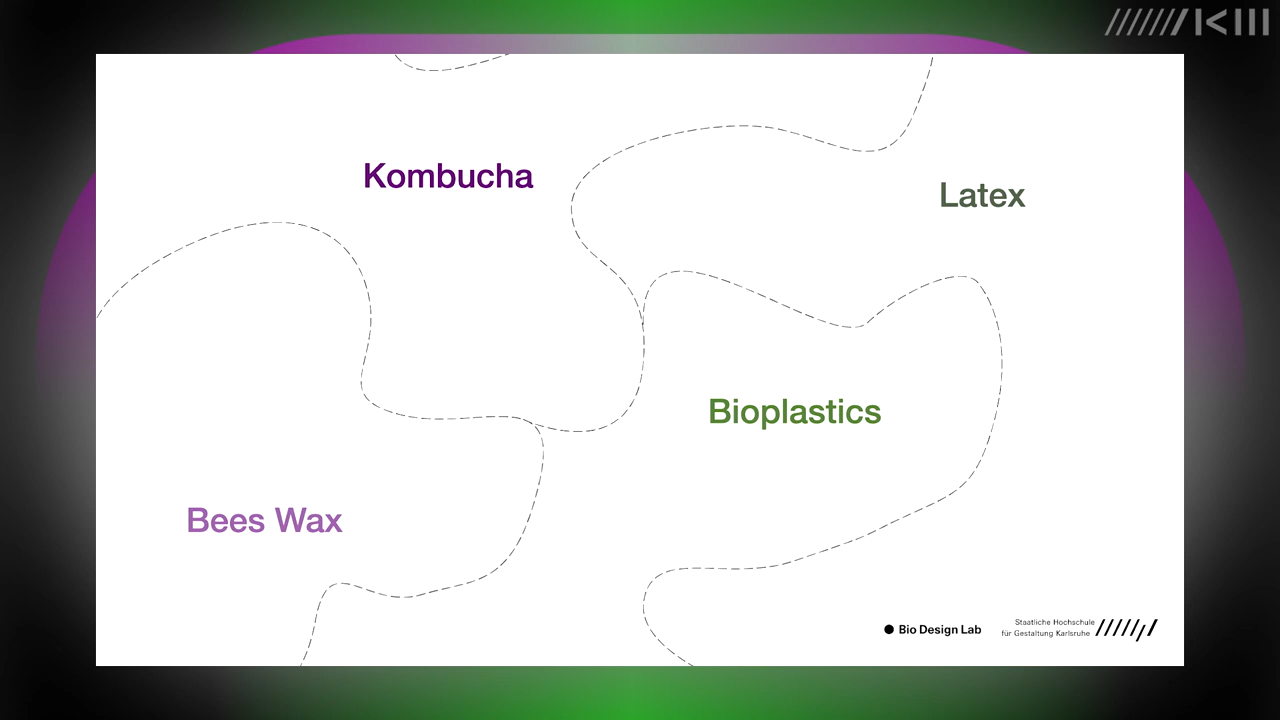 Kombucha
Latex
Bioplastics
Bees Wax
Bio Design Lab
Staatliche Hochschule
für Gestaltung Karlsruhe